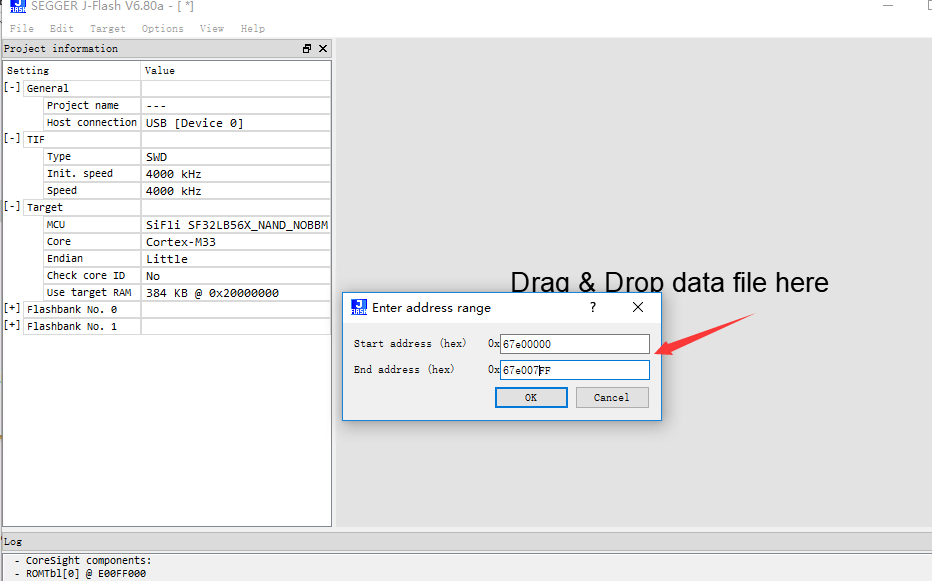 SEGGER J-Flash V6.80a - [ *]
File Edit Target Options View Help
Project information
Setting Value
[-] General
Project name ---
Host connection USB [Device 0]
[-] TIF
Type SWD
Init. speed 4000 kHz
Speed 4000 kHz
[-] Target
MCU SiFli SF32LB56X_NAND_NOBBM
Core Cortex-M33
Endian Little
Check core ID No
Use target RAM 384 KB @ 0x20000000
[+] Flashbank No. 0
[+] Flashbank No. 1
Drag & Drop data file here
Enter address range ?
Start address (hex) 0x 67e00000
End address (hex) 0x 67e007FF
OK Cancel
Log
- CoreSight components:
- ROMTbl[0] @ E00FF000